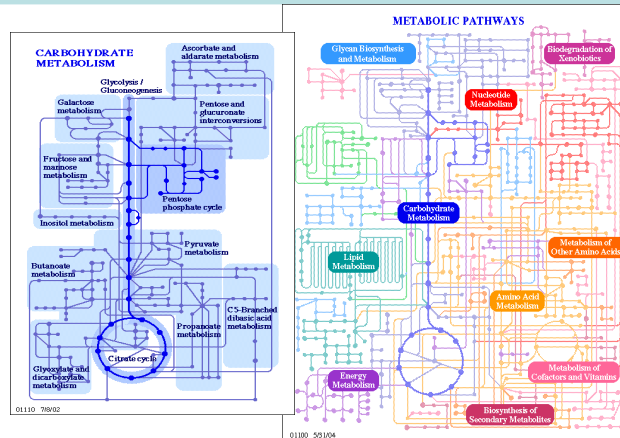 CARBOHYDRATE
METABOLISM
Ascorbate and
aldarate metabolism
Glycolysis /
Gluconeogenesis
Galactose
metabolism
Pentose and
glucuronate
interconversions
Fructose and
mannose
metabolism
Pentose
phosphate cycle
Inositol metabolism
Pyruvate
metabolism
Butanoate
metabolism
C5-Branched
dibasic acid
metabolism
Propanoate
metabolism
Citrate cycle
Glyoxylate and
dicarboxylate
metabolism
01110 7/8/02
METABOLIC PATHWAYS
Glycan Biosynthesis
and Metabolism
Biodegradation of
Xenobiotics
Nucleotide
Metabolism
Carbohydrate
Metabolism
Metabolism of
Other Amino Acids
Lipid
Metabolism
Amino Acid
Metabolism
Energy
Metabolism
Metabolism of
Cofactors and Vitamins
Biosynthesis of
Secondary Metabolites
01100 5/31/04